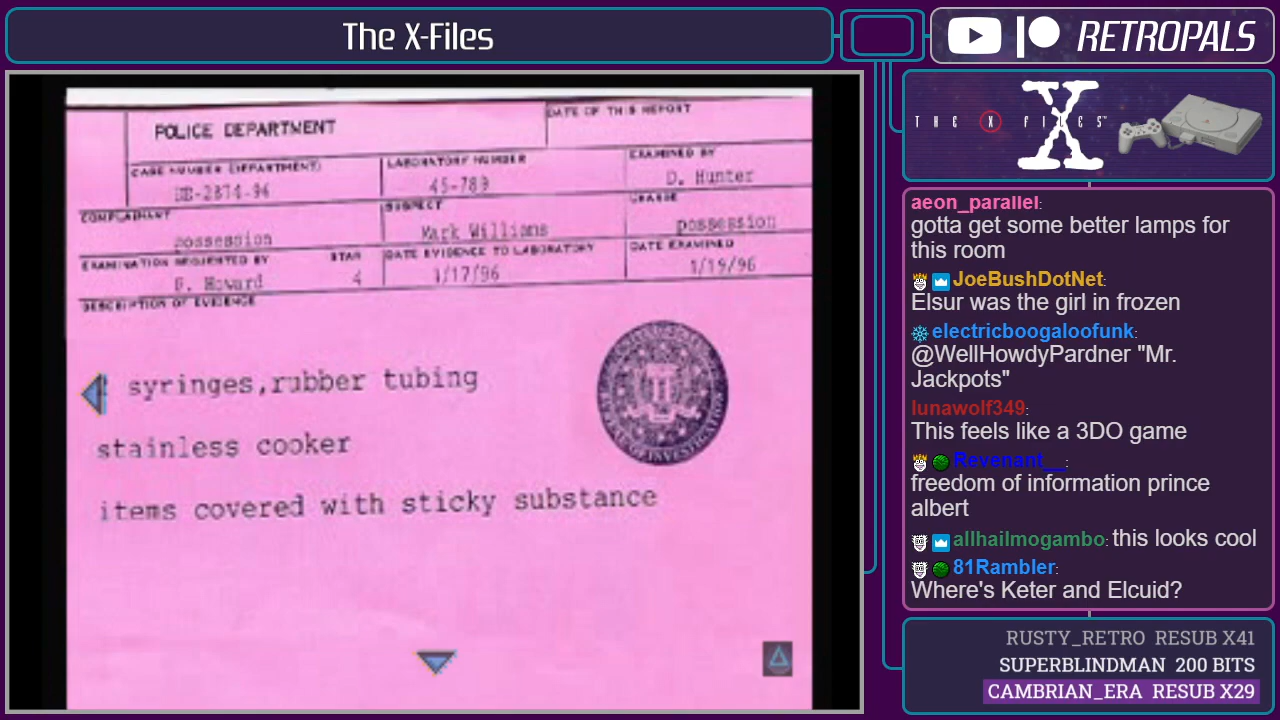 The X-Files
RETROPALS
POLICE DEPARTMENT
DATE OF THIS REPORT
CASE NUMBER (DEPARTMENT)
LABORATORY NUMBER
EXAMINED BY
45-789
D. Hunter
COMPLAINANT
SUSPECT
CHARGE
possession
Mark Williams
possession
EXAMINATION REQUESTED BY
STAR
DATE EVIDENCE TO LABORATORY
DATE EXAMINED
G. Howard
4
1/17/96
1/19/96
DESCRIPTION OF EVIDENCE
syringes,rubber tubing
stainless cooker
items covered with sticky substance
THE X FILES
aeon_parallel:
gotta get some better lamps for
this room
JoeBushDotNet:
Elsur was the girl in frozen
electricboogaloofunk:
@WellHowdyPardner "Mr.
Jackpots"
lunawolf349:
This feels like a 3DO game
Revenant__:
freedom of information prince
albert
allhailmogambo: this looks cool
81Rambler:
Where's Keter and Elcuid?
RUSTY_RETRO RESUB X41
SUPERBLINDMAN 200 BITS
CAMBRIAN_ERA RESUB X29